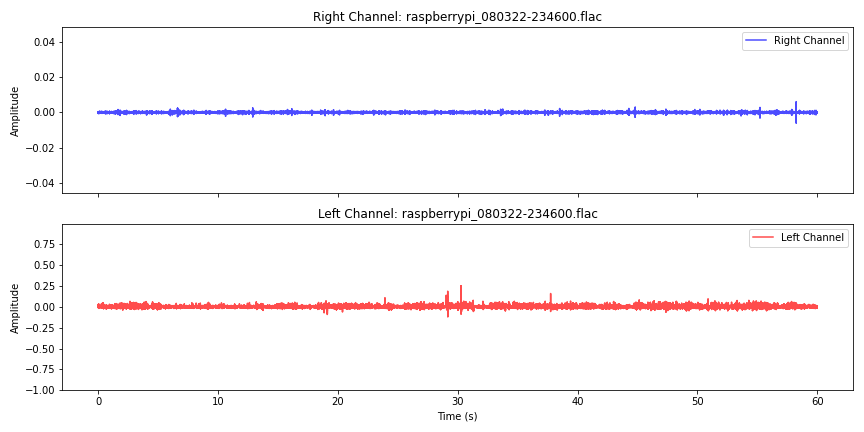 Right Channel: raspberrypi_080322-234600.flac
Right Channel
0.04
0.02
0.00
−0.02
−0.04
Amplitude
Left Channel: raspberrypi_080322-234600.flac
Left Channel
0.75
0.50
0.25
0.00
−0.25
−0.50
−0.75
−1.00
Amplitude
0 10 20 30 40 50 60
Time (s)